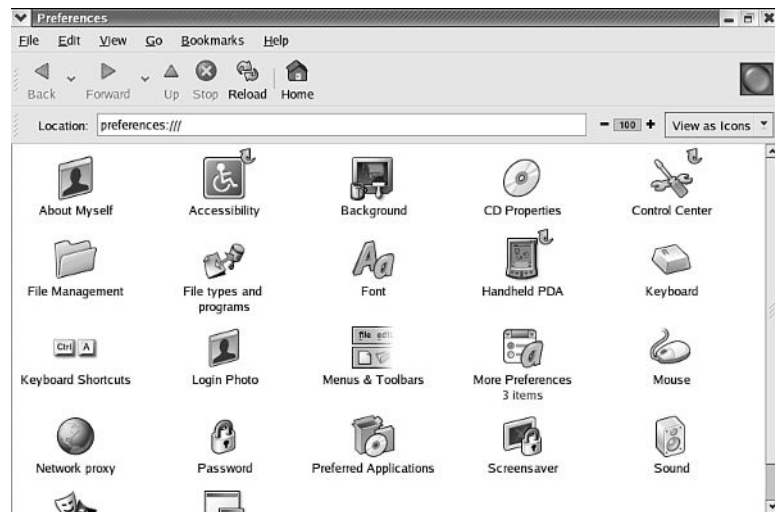 Preferences
File Edit View Go Bookmarks Help
Back Forward Up Stop Reload Home
Location: preferences:/// 100 View as Icons
About Myself Accessibility Background CD Properties Control Center
File Management File types and Font Handheld PDA Keyboard
programs
file edit
Ctrl A
Keyboard Shortcuts Login Photo Menus & Toolbars More Preferences Mouse
3 items
Network proxy Password Preferred Applications Screensaver Sound